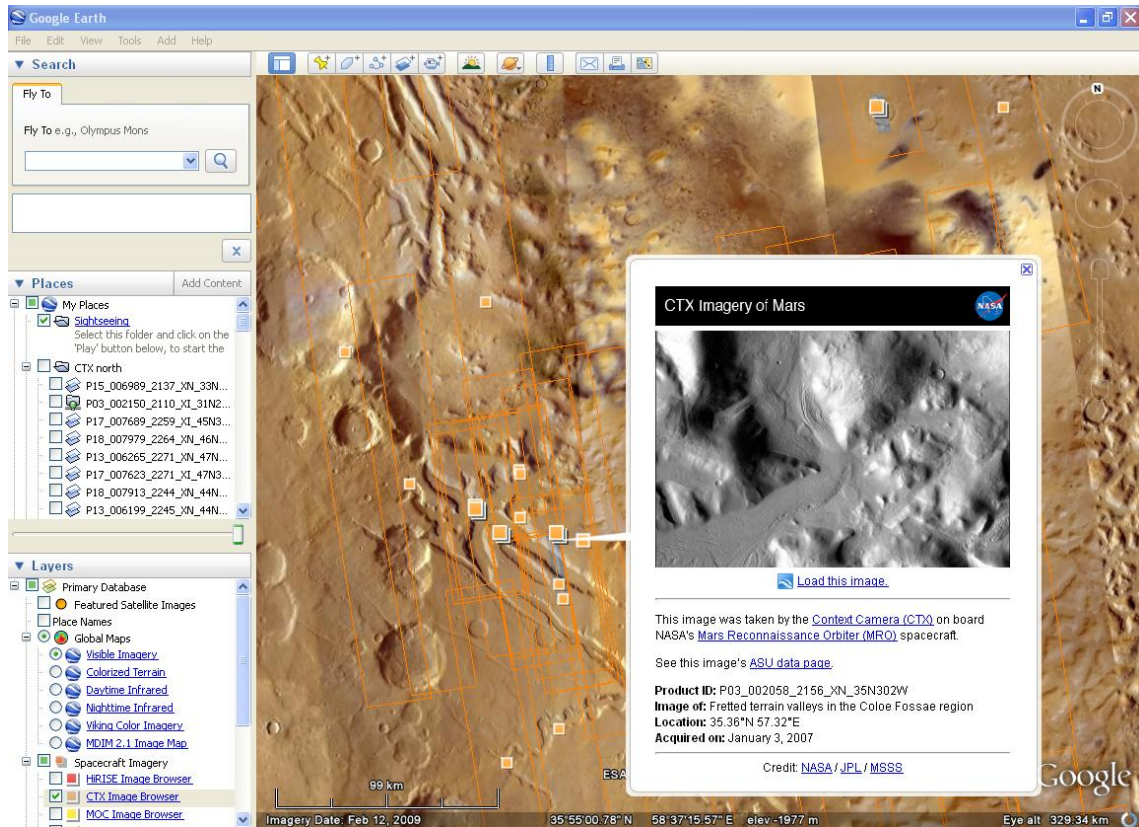 Google Earth
File Edit View Tools Add Help
Search
Fly To
Fly To e.g., Olympus Mons
Places
Add Content
My Places
Sightseeing
Select this folder and click on the
'Play' button below, to start the
CTX north
P15_006989_2137_XN_33N...
P03_002150_2110_XI_31N2...
P17_007689_2259_XI_45N3...
P18_007979_2264_XN_46N...
P13_006265_2271_XN_47N...
P17_007623_2271_XI_47N3...
P18_007913_2244_XN_44N...
P13_006199_2245_XN_44N...
Layers
Primary Database
Featured Satellite Images
Place Names
Global Maps
Visible Imagery
Colorized Terrain
Daytime Infrared
Nighttime Infrared
Viking Color Imagery
MDIM 2.1 Image Map
Spacecraft Imagery
HiRISE Image Browser
CTX Image Browser
MOC Image Browser
N
CTX Imagery of Mars
NASA
Load this image.
This image was taken by the Context Camera (CTX) on board
NASA's Mars Reconnaissance Orbiter (MRO) spacecraft.
See this image's ASU data page.
Product ID: P03_002058_2156_XN_35N302W
Image of: Fretted terrain valleys in the Coloe Fossae region
Location: 35.36°N 57.32°E
Acquired on: January 3, 2007
Credit: NASA / JPL / MSSS
99 km
ESA
Google
Imagery Date: Feb 12, 2009 35°55'00.78" N 58°37'15.57" E elev -1977 m Eye alt 329.34 km